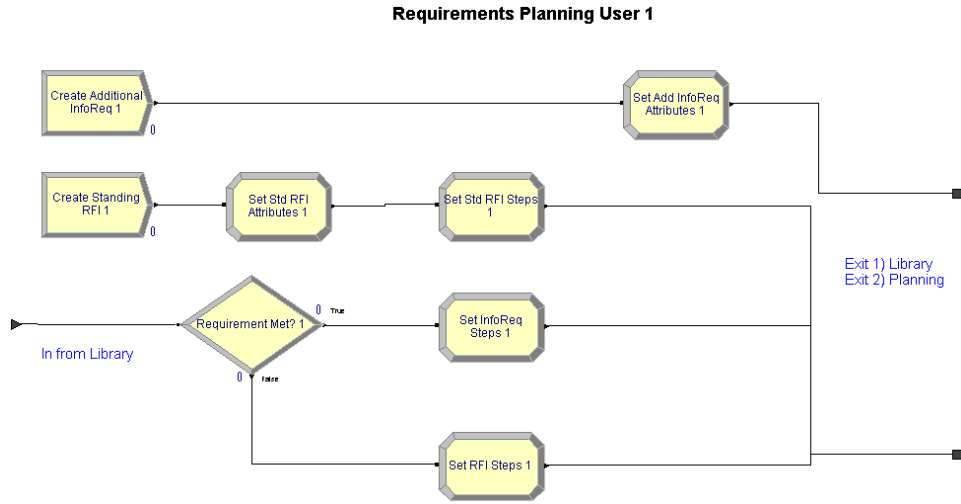 Requirements Planning User 1
Create Additional
InfoReq 1
0
Set Add InfoReq
Attributes 1
Create Standing
RFI 1
0
Set Std RFI
Attributes 1
Set Std RFI Steps
1
Exit 1) Library
Exit 2) Planning
In from Library
Requirement Met? 1
0
True
0
False
Set InfoReq
Steps 1
Set RFI Steps 1